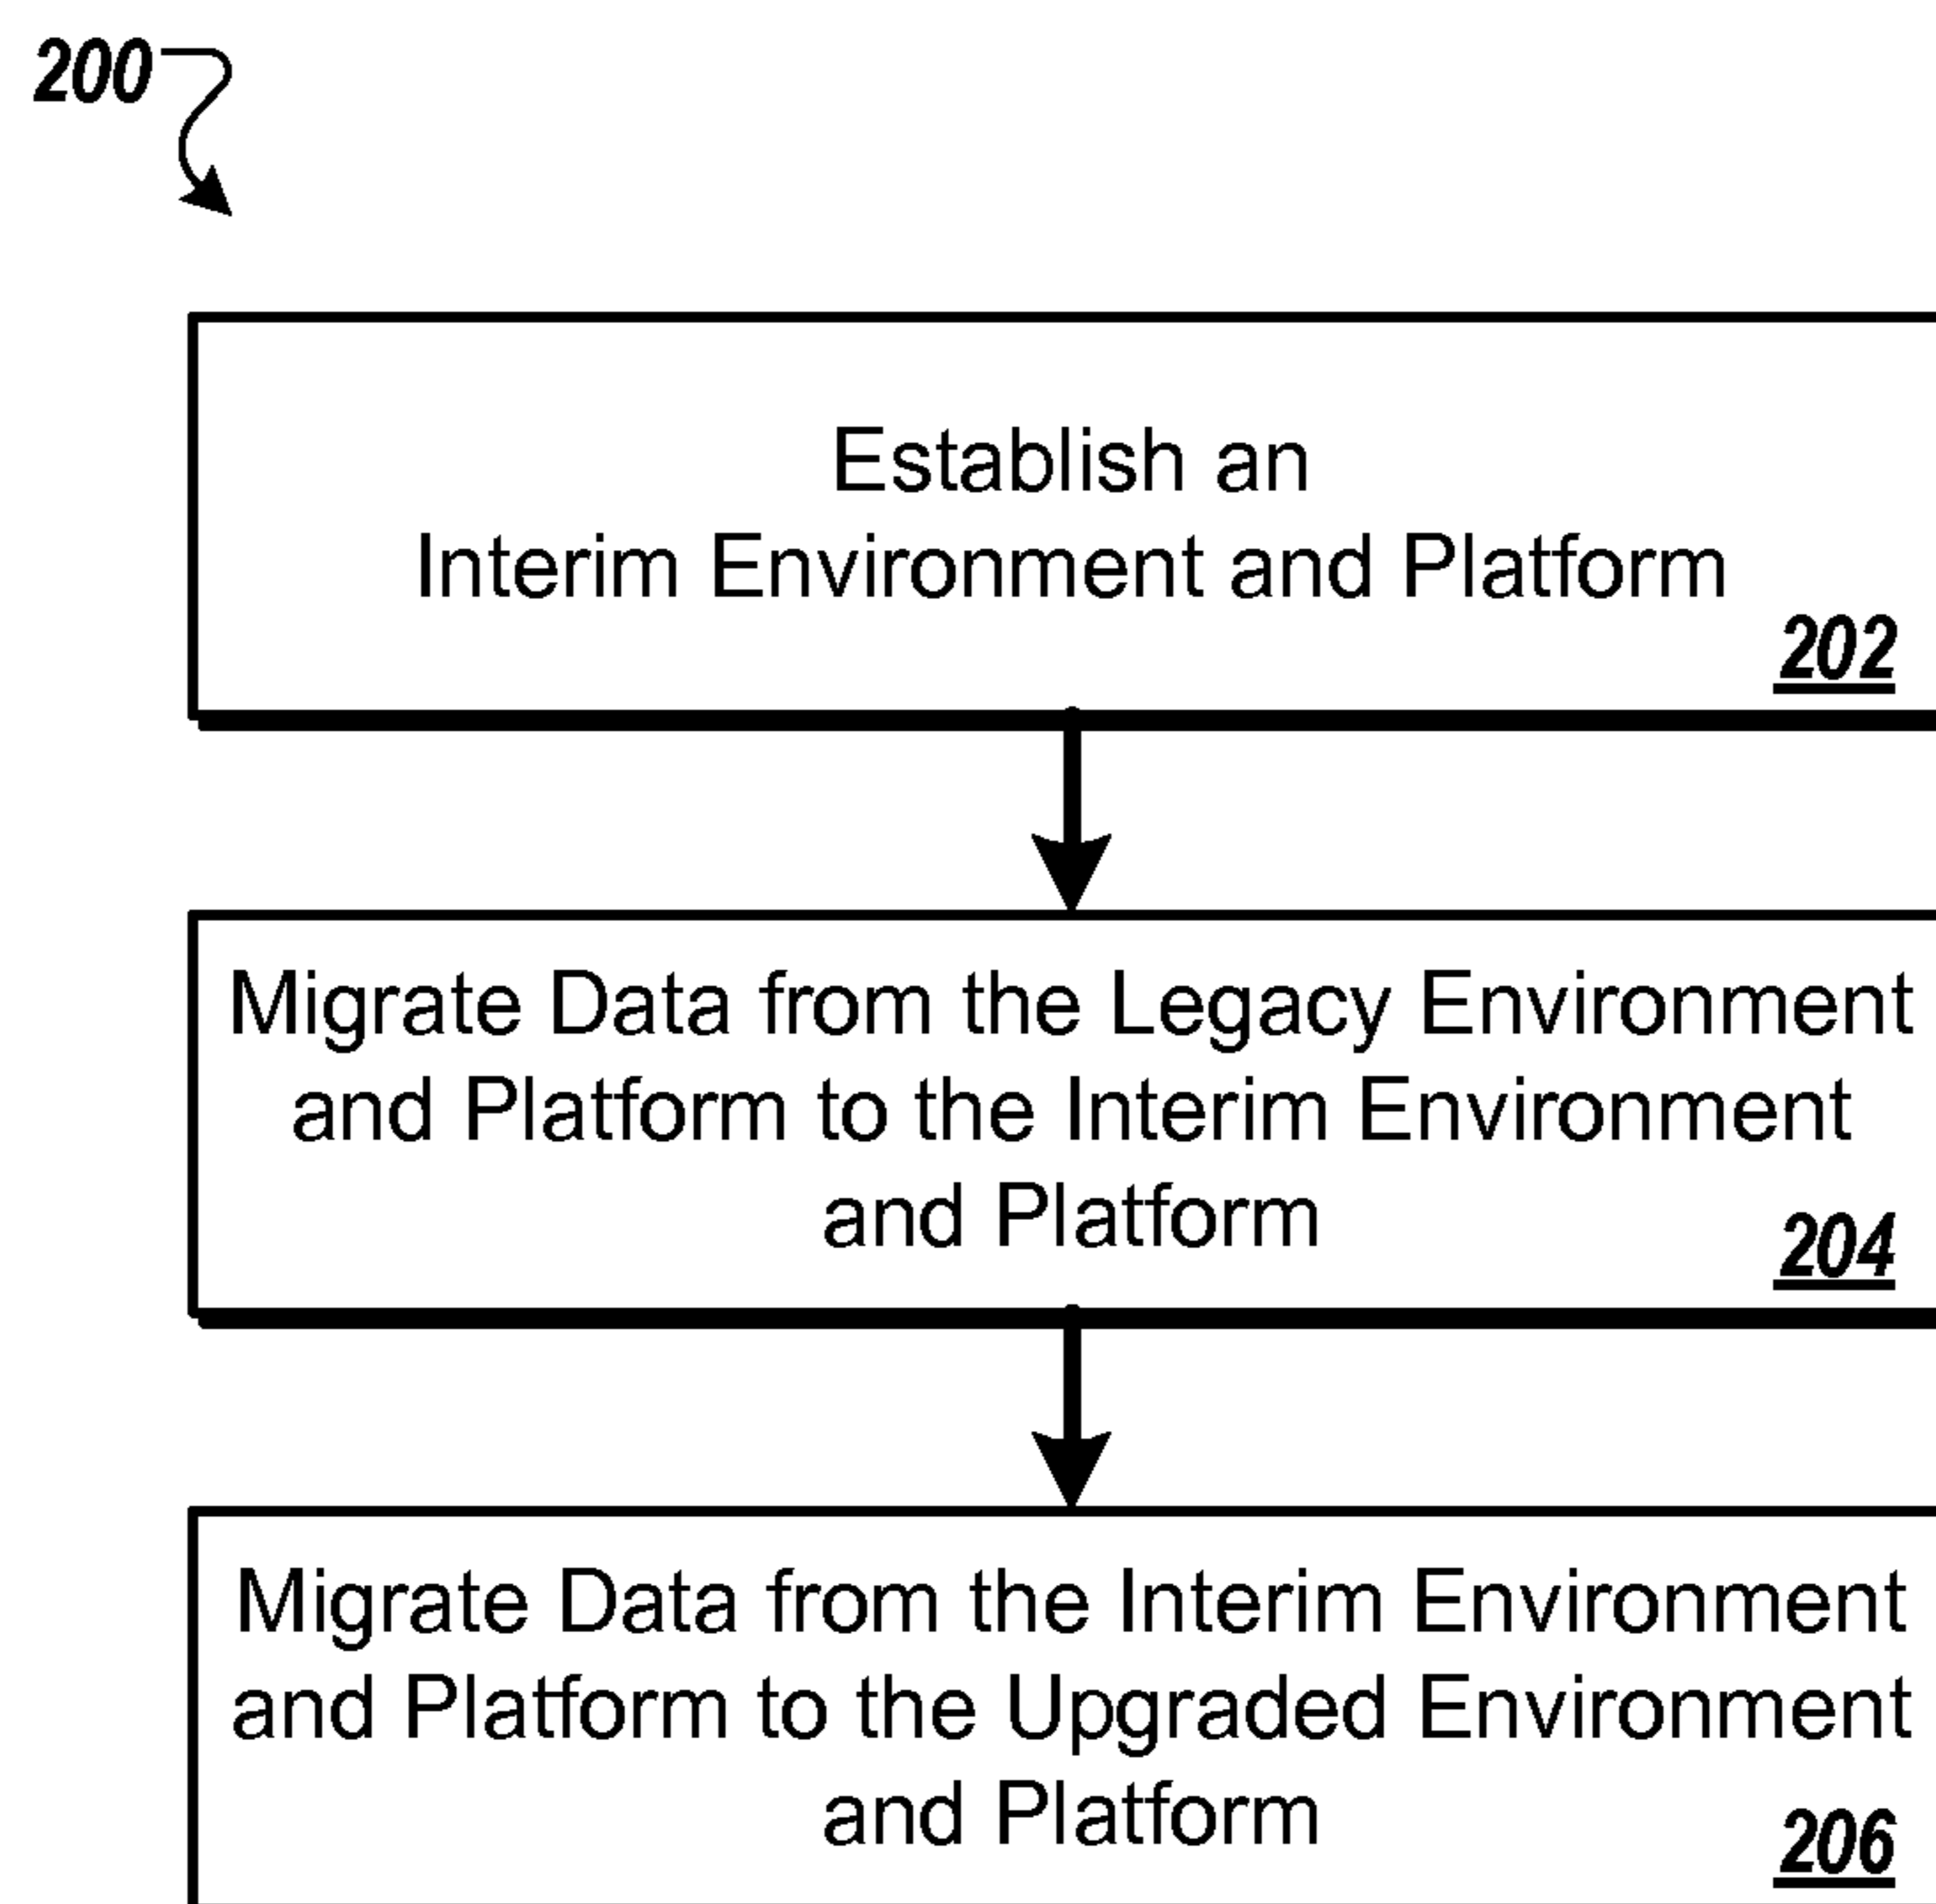 200
Establish an
Interim Environment and Platform
202
Migrate Data from the Legacy Environment
and Platform to the Interim Environment
and Platform
204
Migrate Data from the Interim Environment
and Platform to the Upgraded Environment
and Platform
206